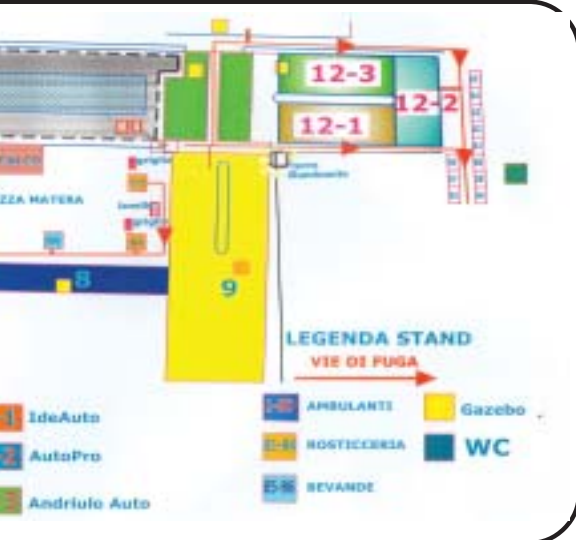 12-3
12-2
12-1
ZZA MATERA
8
9
LEGENDA STAND
VIE DI FUGA
IdeAuto
AMBULANTI
Gazebo
AutoPro
ROSTICCERIA
WC
Andriulo Auto
BEVANDE